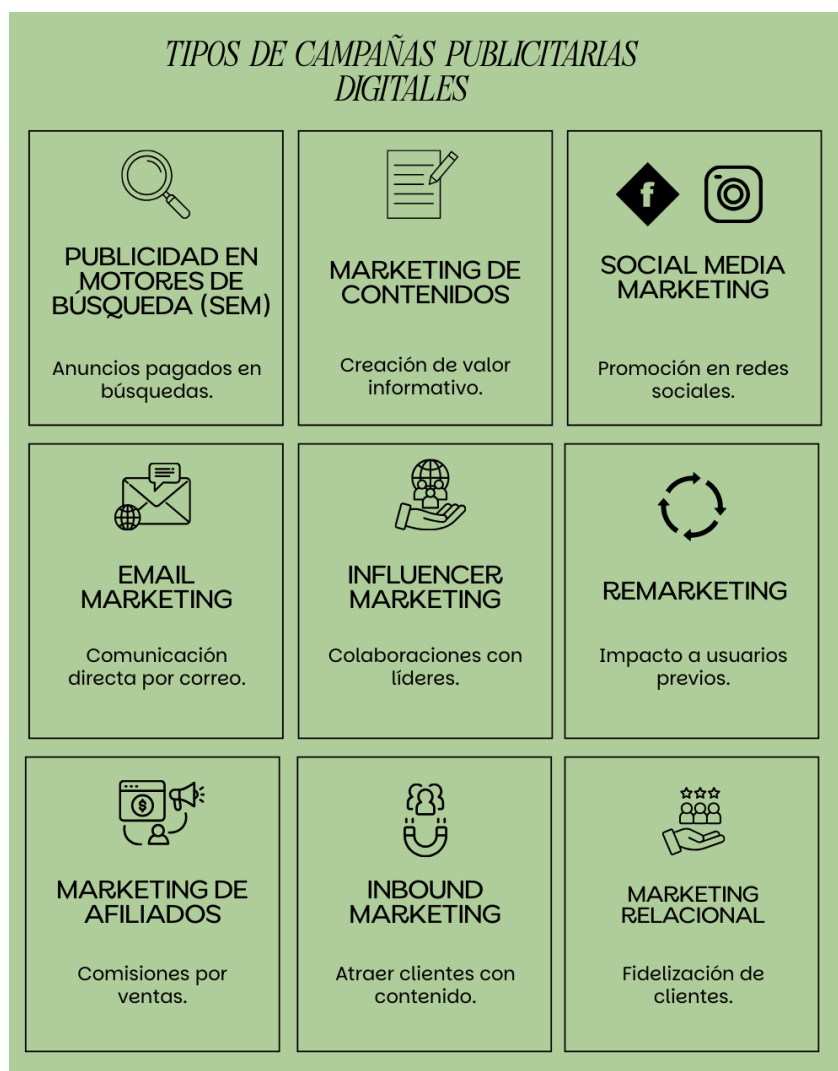 TIPOS DE CAMPAÑAS PUBLICITARIAS
DIGITALES
PUBLICIDAD EN
MOTORES DE
BÚSQUEDA (SEM)
Anuncios pagados en
búsquedas.
MARKETING DE
CONTENIDOS
Creación de valor
informativo.
f
SOCIAL MEDIA
MARKETING
Promoción en redes
sociales.
EMAIL
MARKETING
Comunicación
directa por correo.
INFLUENCER
MARKETING
Colaboraciones con
líderes.
REMARKETING
Impacto a usuarios
previos.
$
MARKETING DE
AFILIADOS
Comisiones por
ventas.
INBOUND
MARKETING
Atraer clientes con
contenido.
MARKETING
RELACIONAL
Fidelización de
clientes.